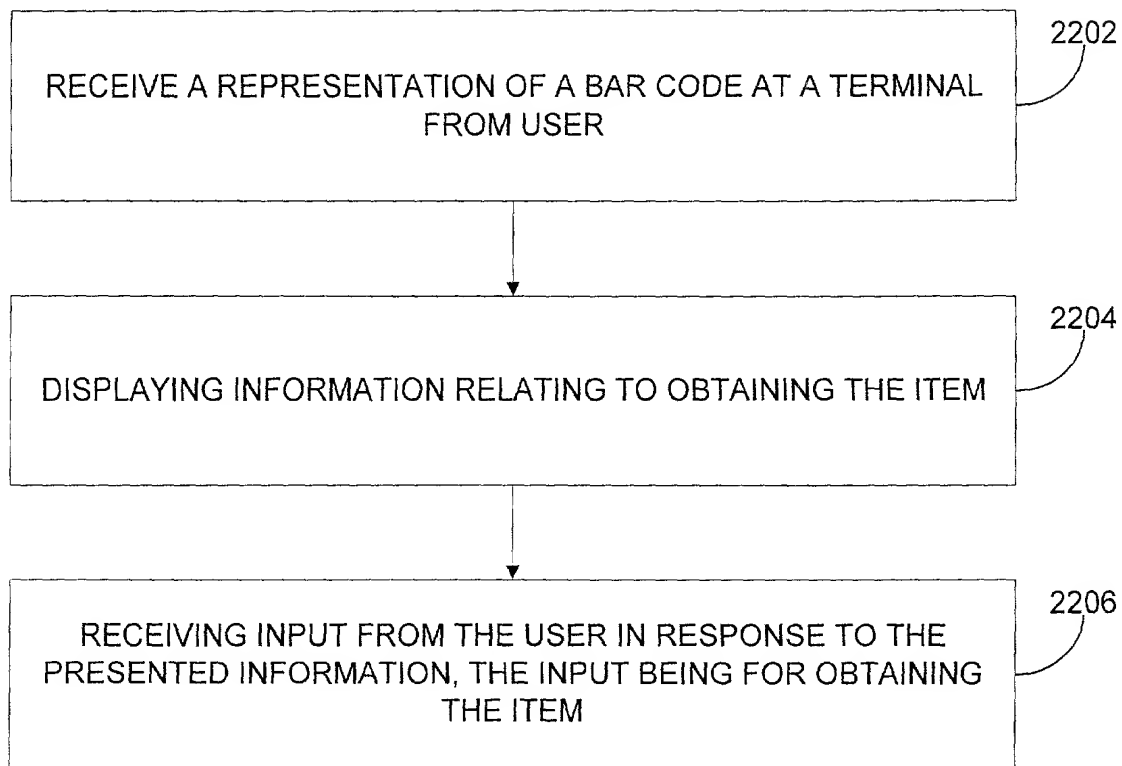 2202
RECEIVE A REPRESENTATION OF A BAR CODE AT A TERMINAL
FROM USER
2204
DISPLAYING INFORMATION RELATING TO OBTAINING THE ITEM
2206
RECEIVING INPUT FROM THE USER IN RESPONSE TO THE
PRESENTED INFORMATION, THE INPUT BEING FOR OBTAINING
THE ITEM